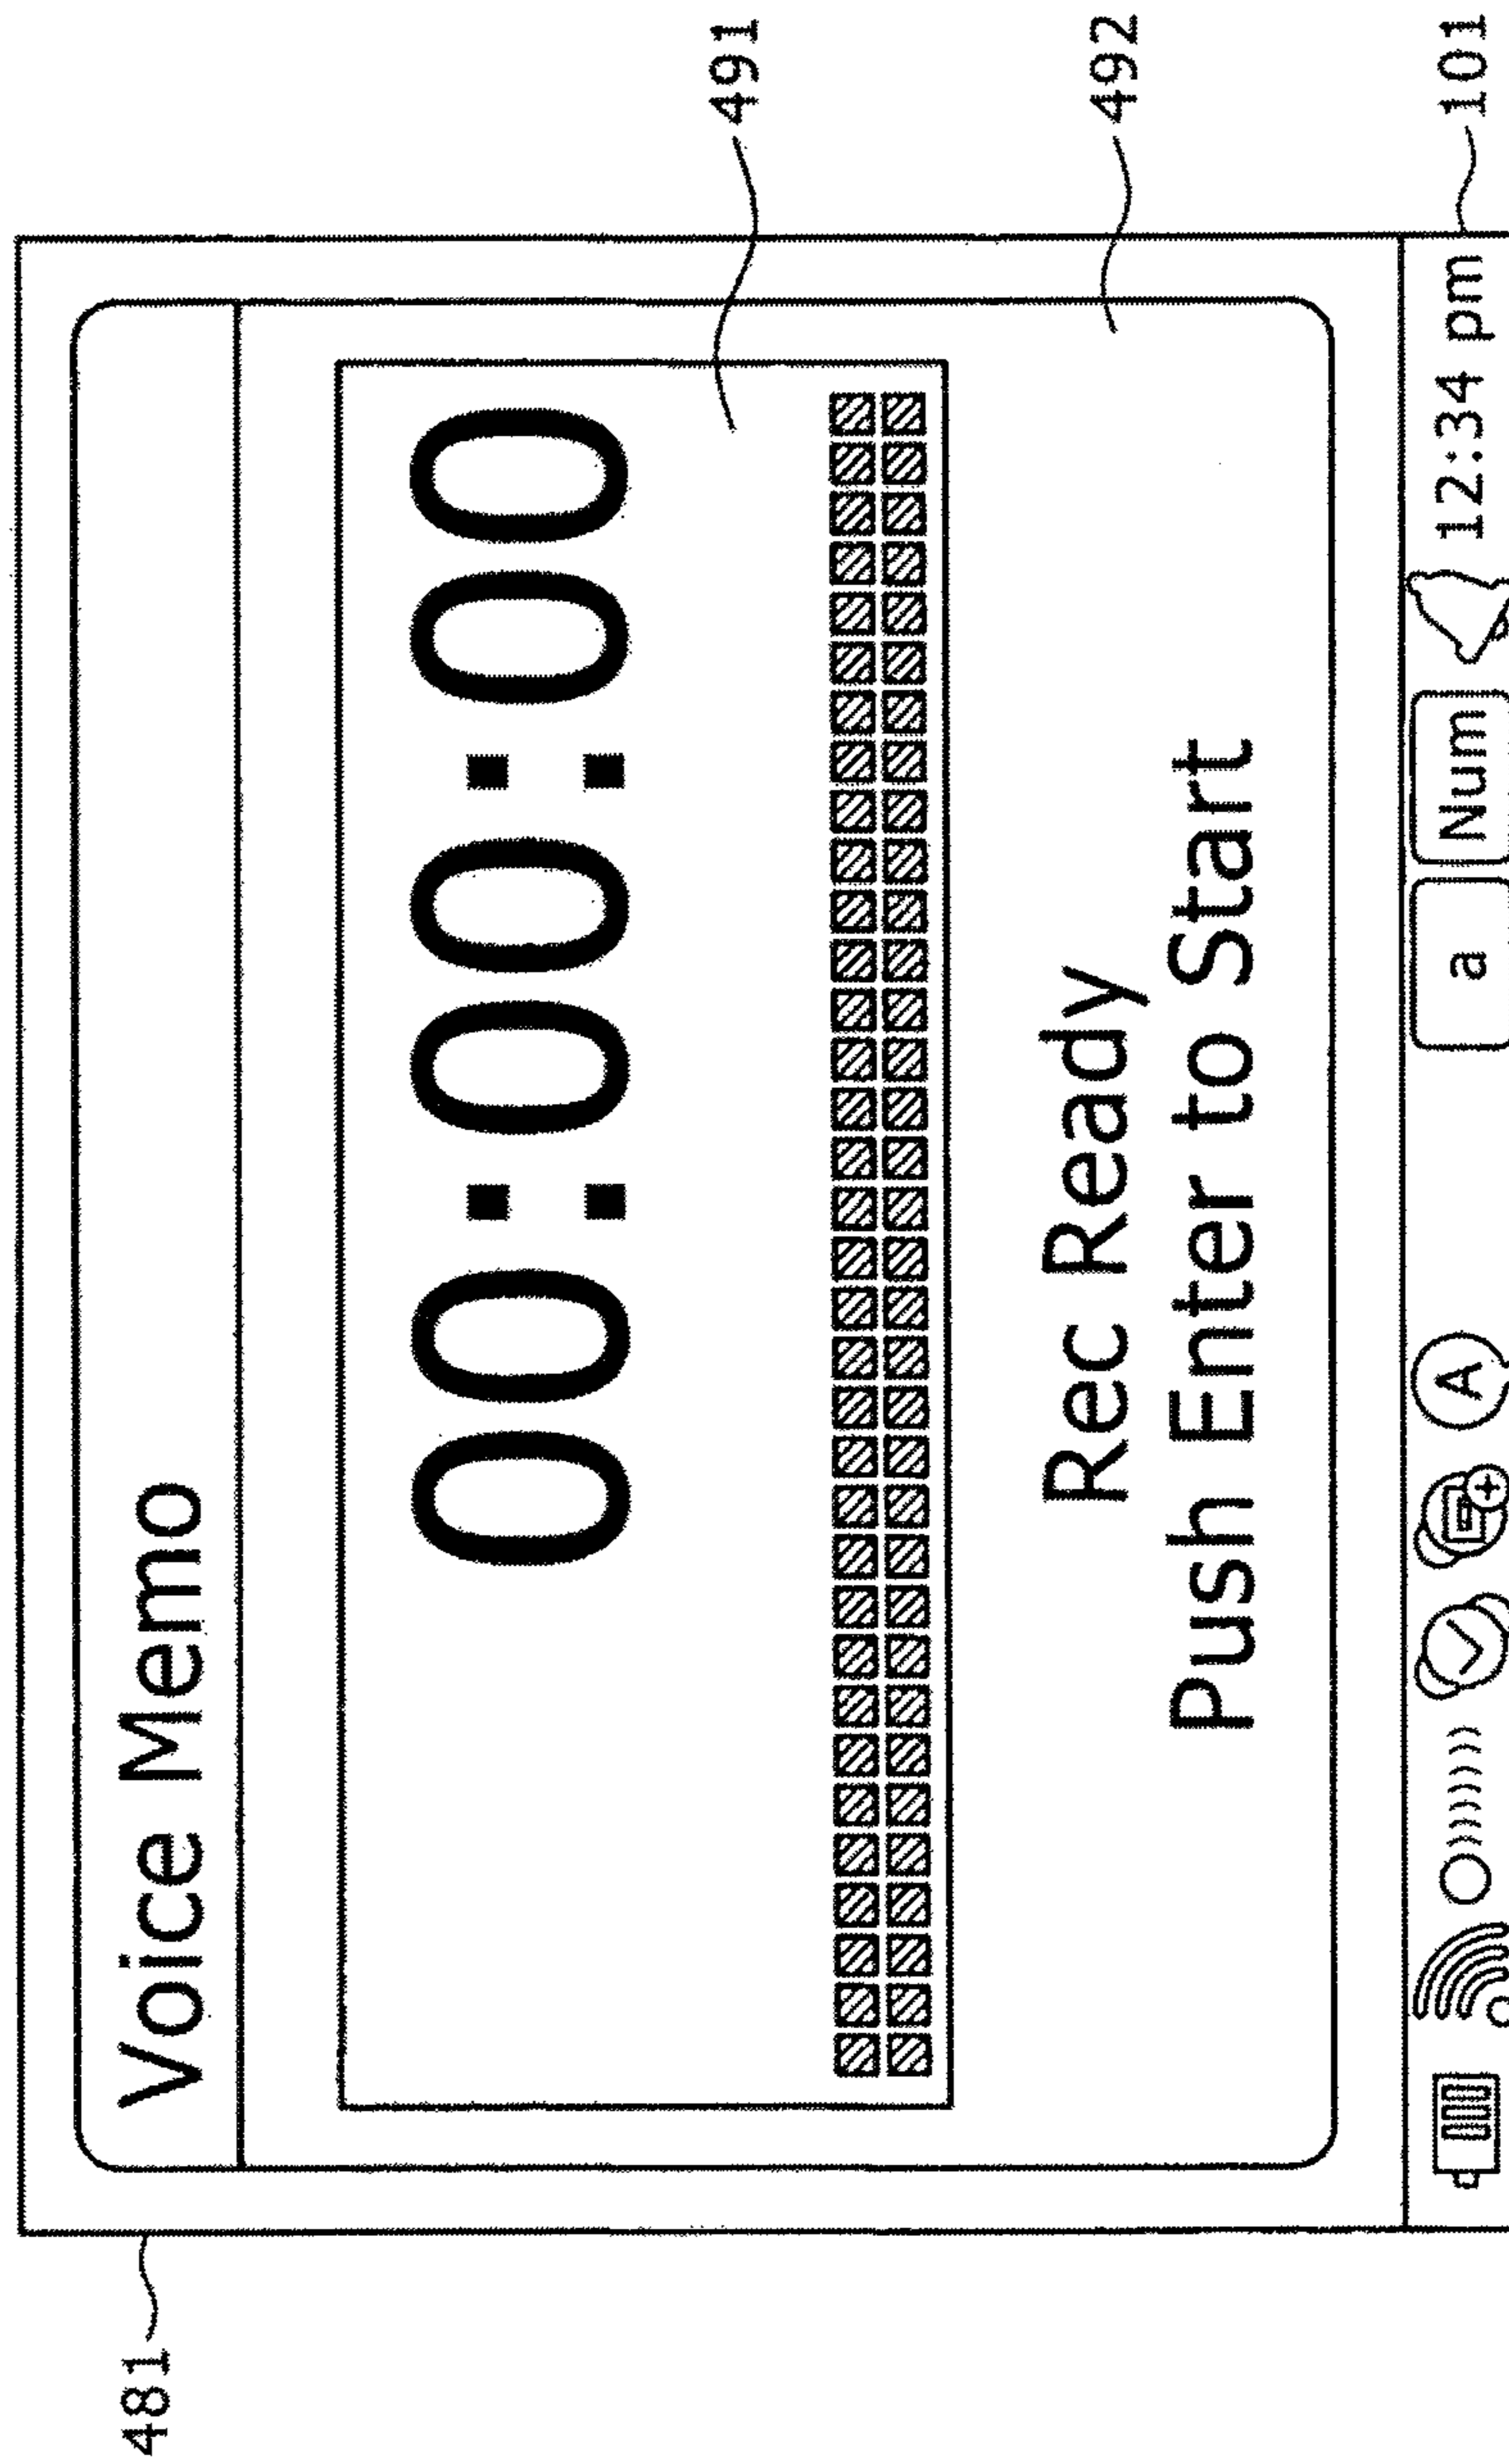 481
Voice Memo
00:00:00
491
Rec Ready
Push Enter to Start
492
A
a
Num
12:34 pm
101